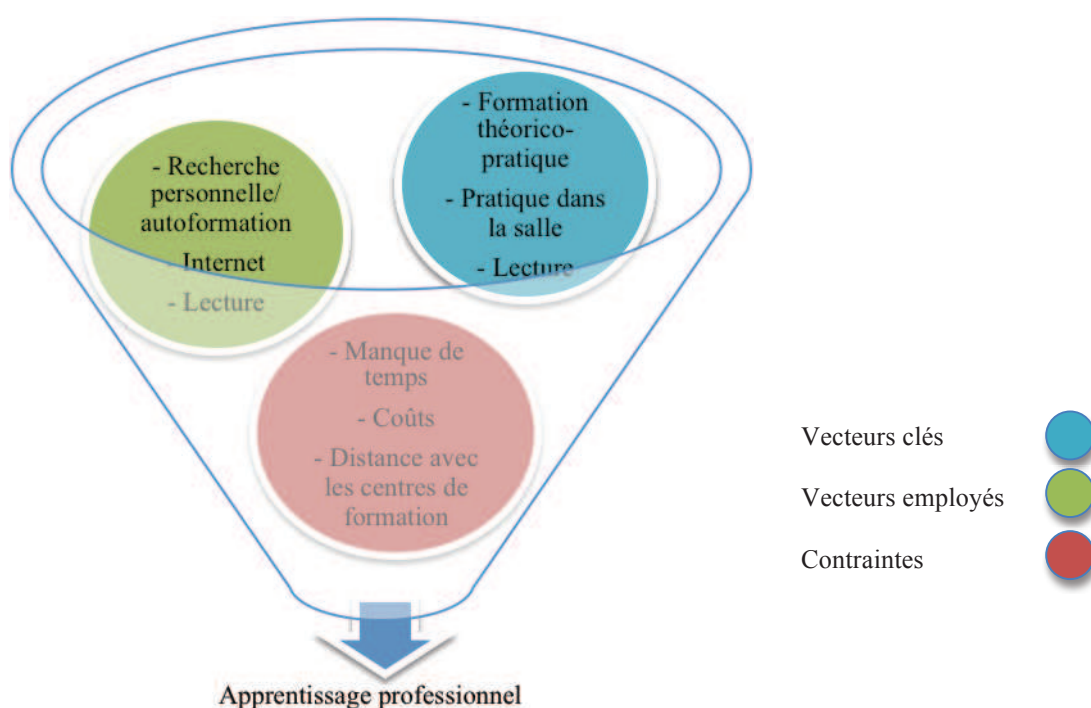 - Formation
théorico-
pratique
- Pratique dans
la salle
- Lecture
- Recherche
personnelle/
autoformation
- Internet
- Lecture
- Manque de
temps
- Coûts
- Distance avec
les centres de
formation
Vecteurs clés
Vecteurs employés
Contraintes
Apprentissage professionnel